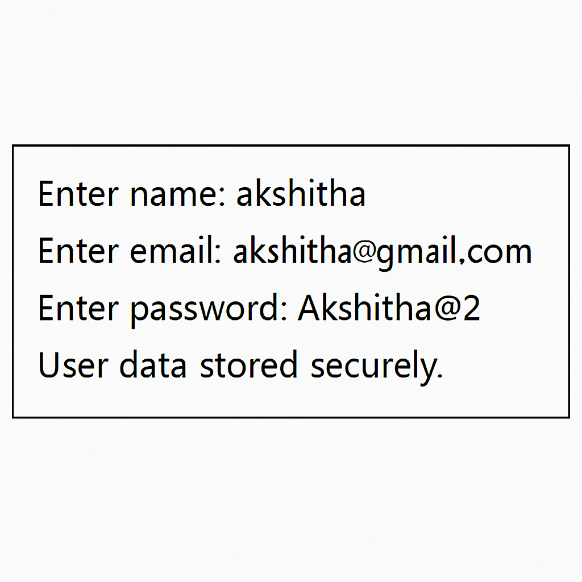 Enter name: akshitha
Enter email: akshitha@gmail.com
Enter password: Akshitha@2
User data stored securely.